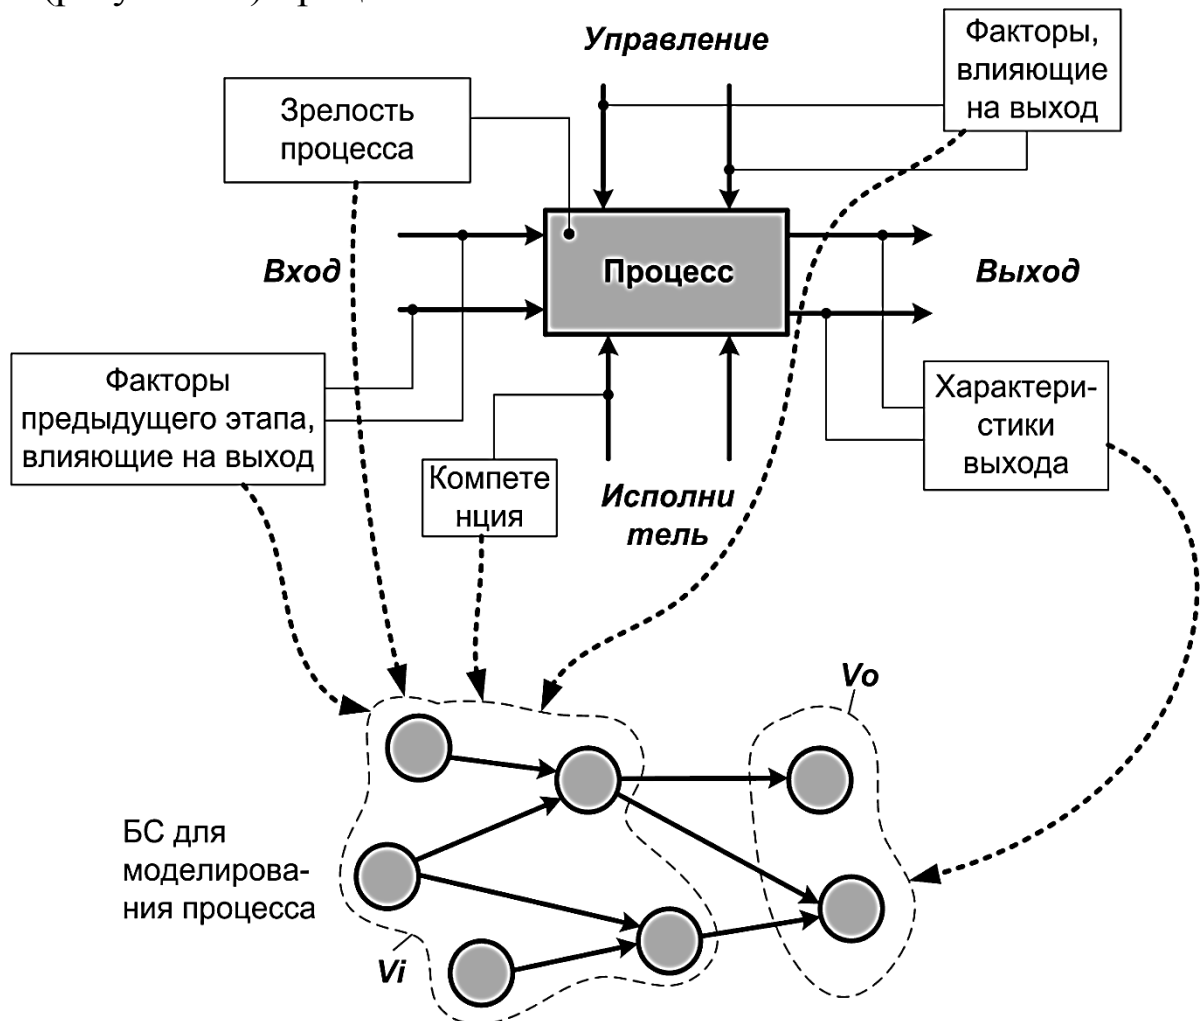 Управление
Факторы,
влияющие
на выход
Зрелость
процесса
Вход
Процесс
Выход
Факторы
предыдущего этапа,
влияющие на выход
Характери-
стики
выхода
Компете
нция
Исполни
тель
Vo
БС для
моделирова-
ния процесса
Vi